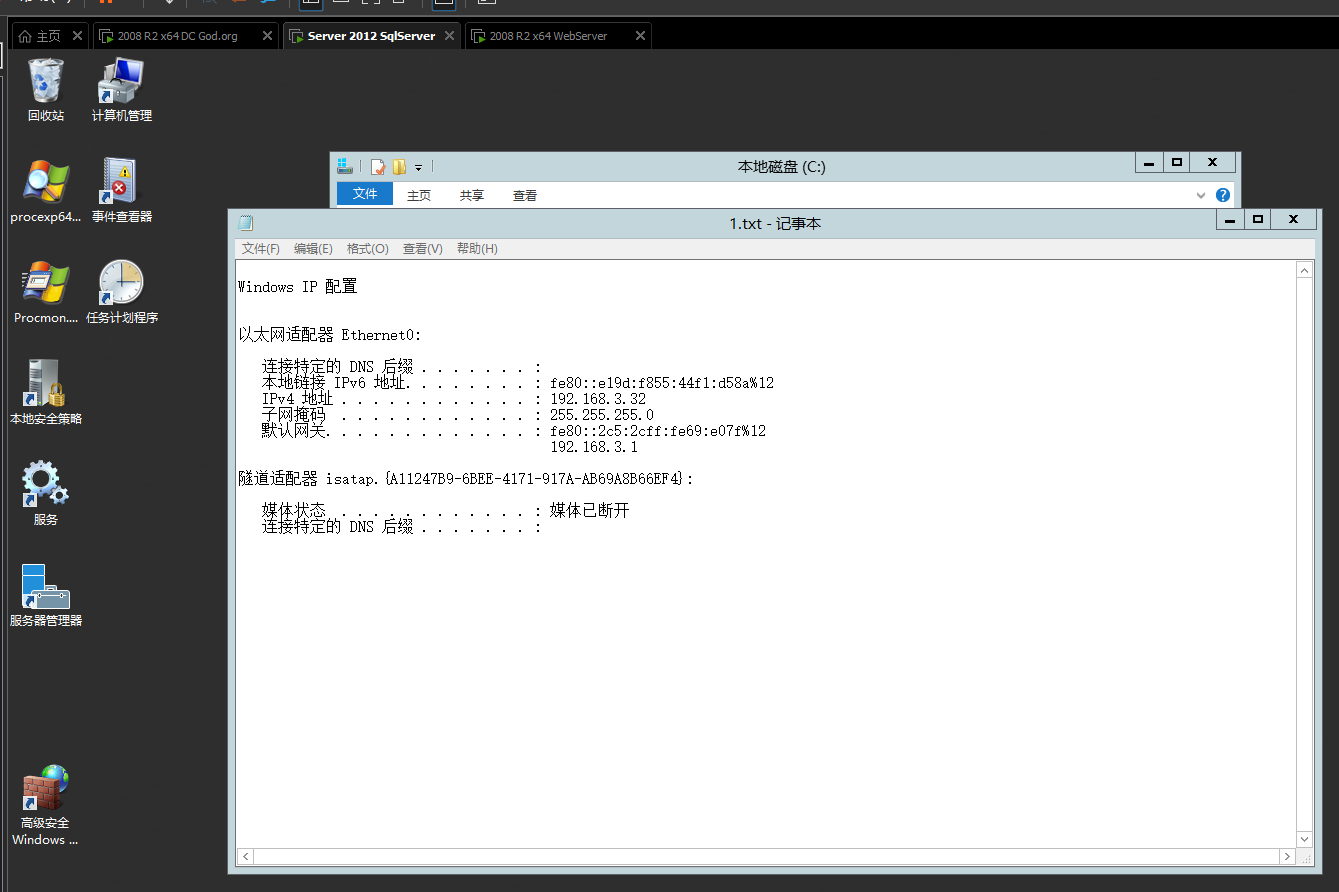 主页
2008 R2 x64 DC God.org
Server 2012 SqlServer
2008 R2 x64 WebServer
回收站
计算机管理
procexp64...
事件查看器
Procmon....
任务计划程序
本地安全策略
服务
服务器管理器
高级安全
Windows ...
本地磁盘 (C:)
文件
主页
共享
查看
1.txt - 记事本
文件(F) 编辑(E) 格式(O) 查看(V) 帮助(H)
Windows IP 配置
以太网适配器 Ethernet0:
连接特定的 DNS 后缀 . . . . . . . :
本地链接 IPv6 地址. . . . . . . . : fe80::e19d:f855:44f1:d58a%12
IPv4 地址 . . . . . . . . . . . . : 192.168.3.32
子网掩码 . . . . . . . . . . . . : 255.255.255.0
默认网关. . . . . . . . . . . . . : fe80::2c5:2cff:fe69:e07f%12
192.168.3.1
隧道适配器 isatap.{A11247B9-6BEE-4171-917A-AB69A8B66EF4}:
媒体状态 . . . . . . . . . . . . : 媒体已断开
连接特定的 DNS 后缀 . . . . . . . :